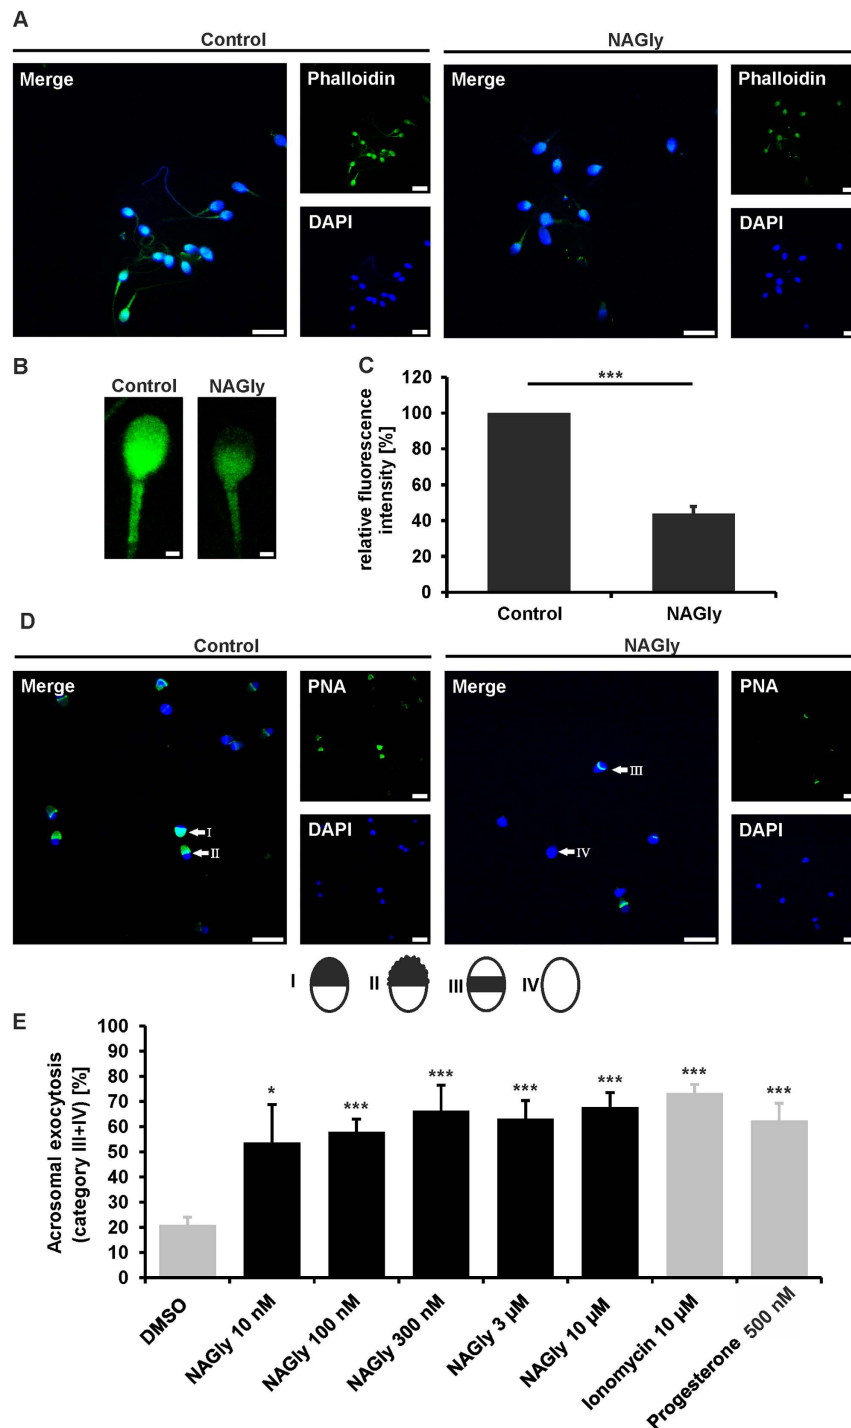 A
Control
NAGly
Merge
Phalloidin
DAPI
Merge
Phalloidin
DAPI
B
Control
NAGly
C
relative fluorescence
intensity [%]
120
100
80
60
40
20
0
***
Control
NAGly
D
Control
NAGly
Merge
PNA
DAPI
I
II
Merge
PNA
DAPI
III
IV
I
II
III
IV
E
Acrosomal exocytosis
(category III+IV) [%]
100
90
80
70
60
50
40
30
20
10
0
*
***
***
***
***
***
***
DMSO
NAGly 10 nM
NAGly 100 nM
NAGly 300 nM
NAGly 3 µM
NAGly 10 µM
Ionomycin 10 µM
Progesterone 500 nM